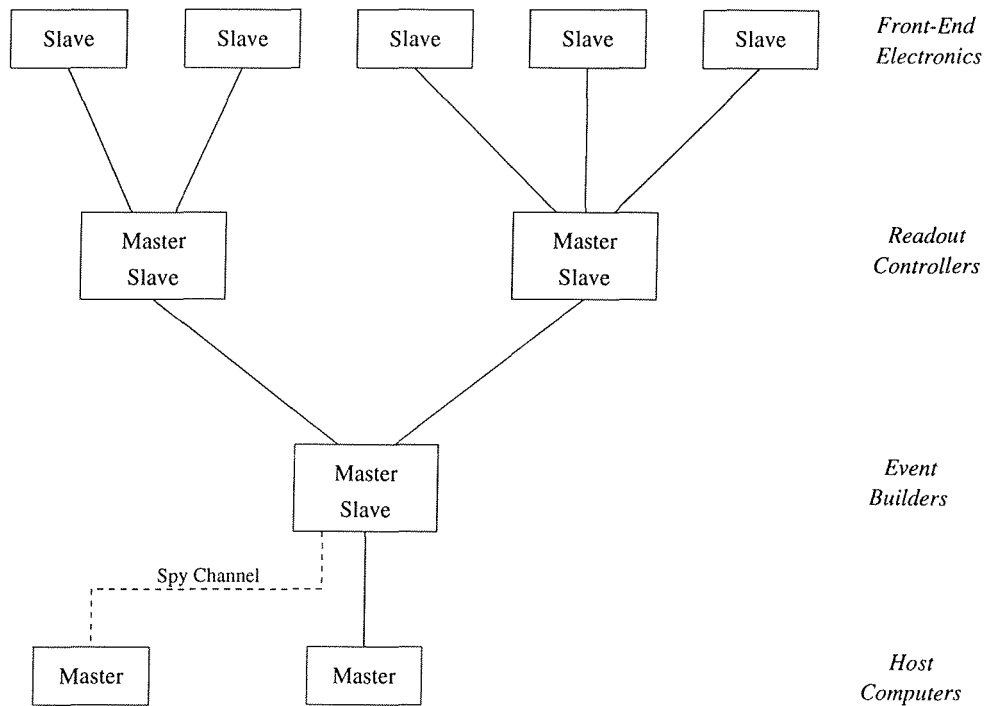 Slave
Slave
Slave
Slave
Slave
Front-End
Electronics
Master
Slave
Master
Slave
Readout
Controllers
Master
Slave
Event
Builders
Spy Channel
Master
Master
Host
Computers